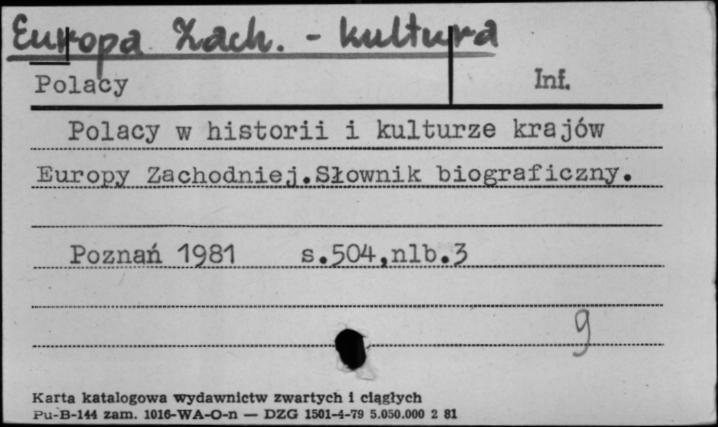 Europa Zach. - kultura
Polacy Inf.
Polacy w historii i kulturze krajów
Europy Zachodniej.Słownik biograficzny.
Poznań 1981 s.504,nlb.3
9
Karta katalogowa wydawnictw zwartych i ciągłych
Pu-B-144 zam. 1016-WA-O-n — DZG 1501-4-79 5.050.000 2 81